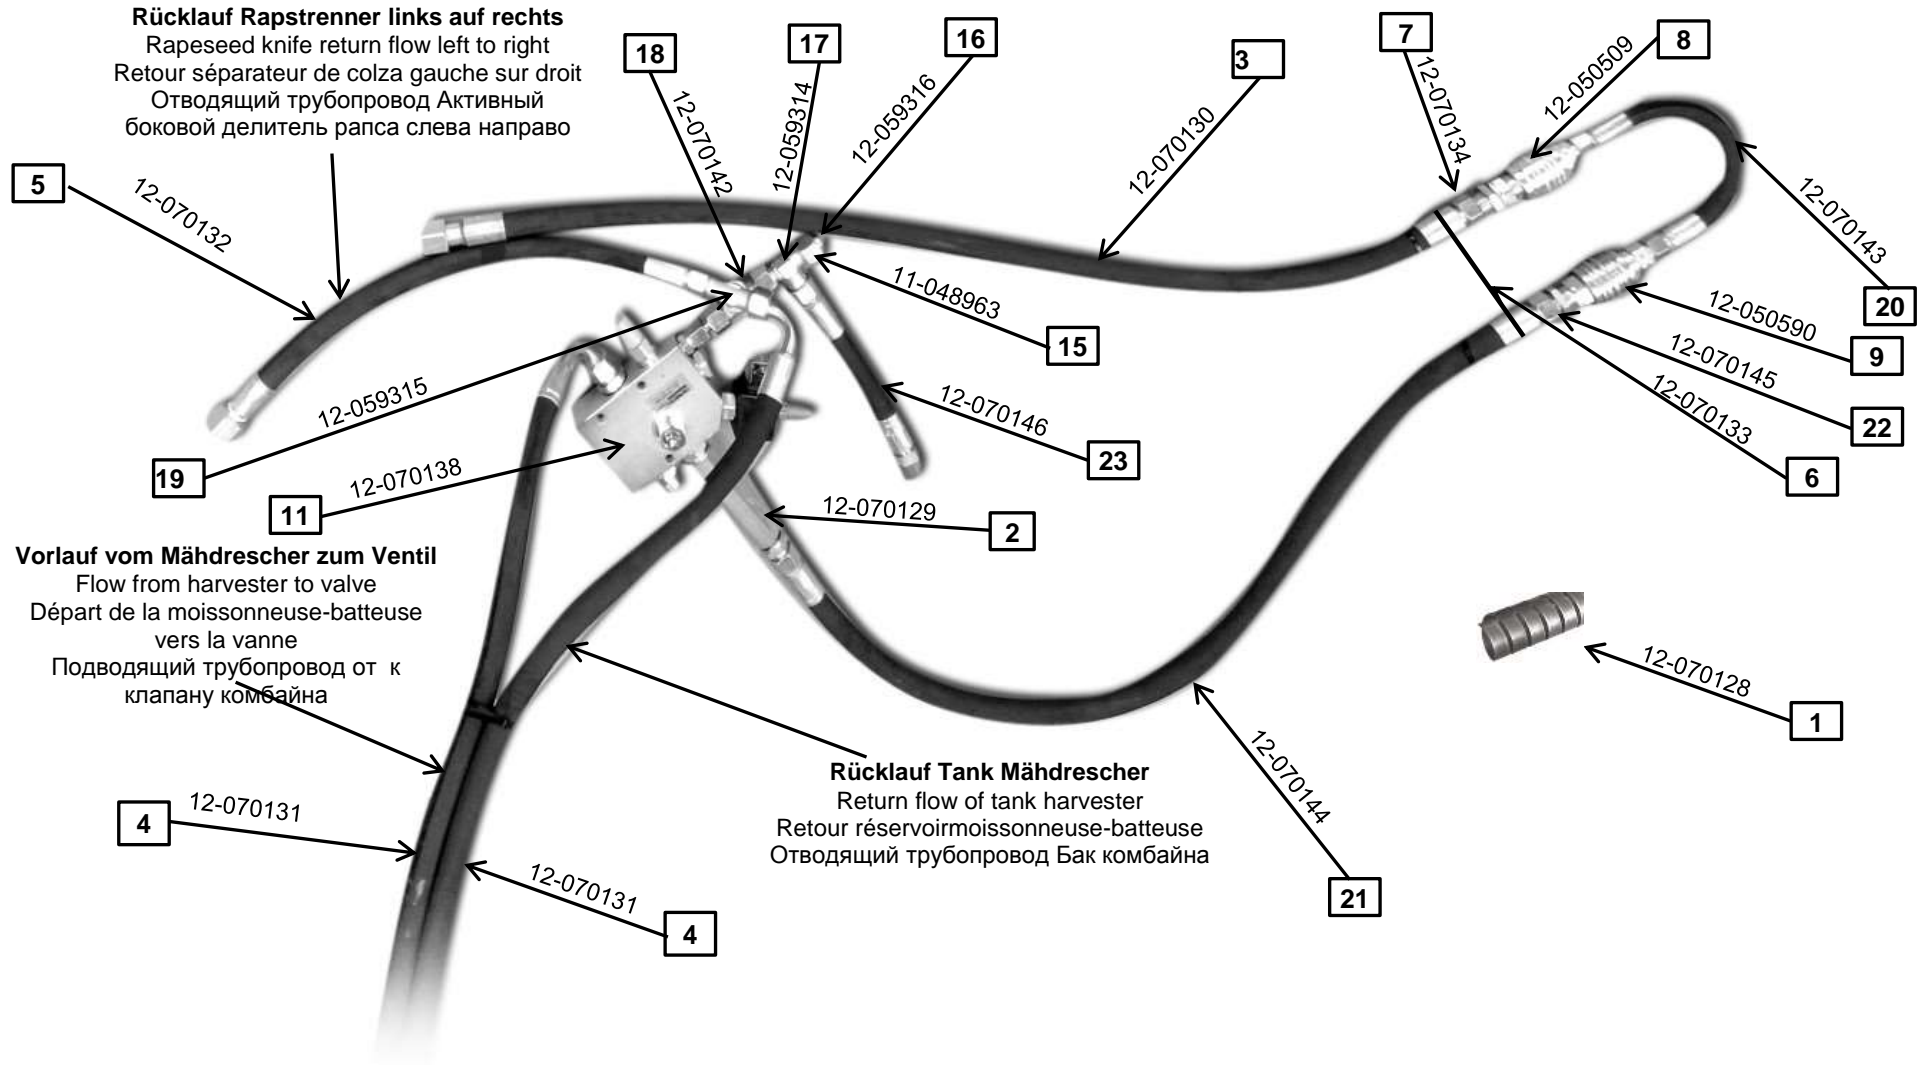 Rücklauf Rapstrenner links auf rechts
Rapeseed knife return flow left to right
Retour séparateur de colza gauche sur droit
Отводящий трубопровод Активный
боковой делитель рапса слева направо
18
17
16
3
7
8
12-070142
12-059314
12-059316
12-070130
12-070134
12-050509
5
12-070132
12-070143
20
11-048963
15
12-050590
9
12-059315
12-070146
12-070145
22
19
12-070138
23
12-070133
6
11
12-070129
2
Vorlauf vom Mähdrescher zum Ventil
Flow from harvester to valve
Départ de la moissonneuse-batteuse
vers la vanne
Подводящий трубопровод от к
клапану комбайна
12-070128
1
Rücklauf Tank Mähdrescher
Return flow of tank harvester
Retour réservoirmoissonneuse-batteuse
Отводящий трубопровод Бак комбайна
12-070144
21
4
12-070131
12-070131
4